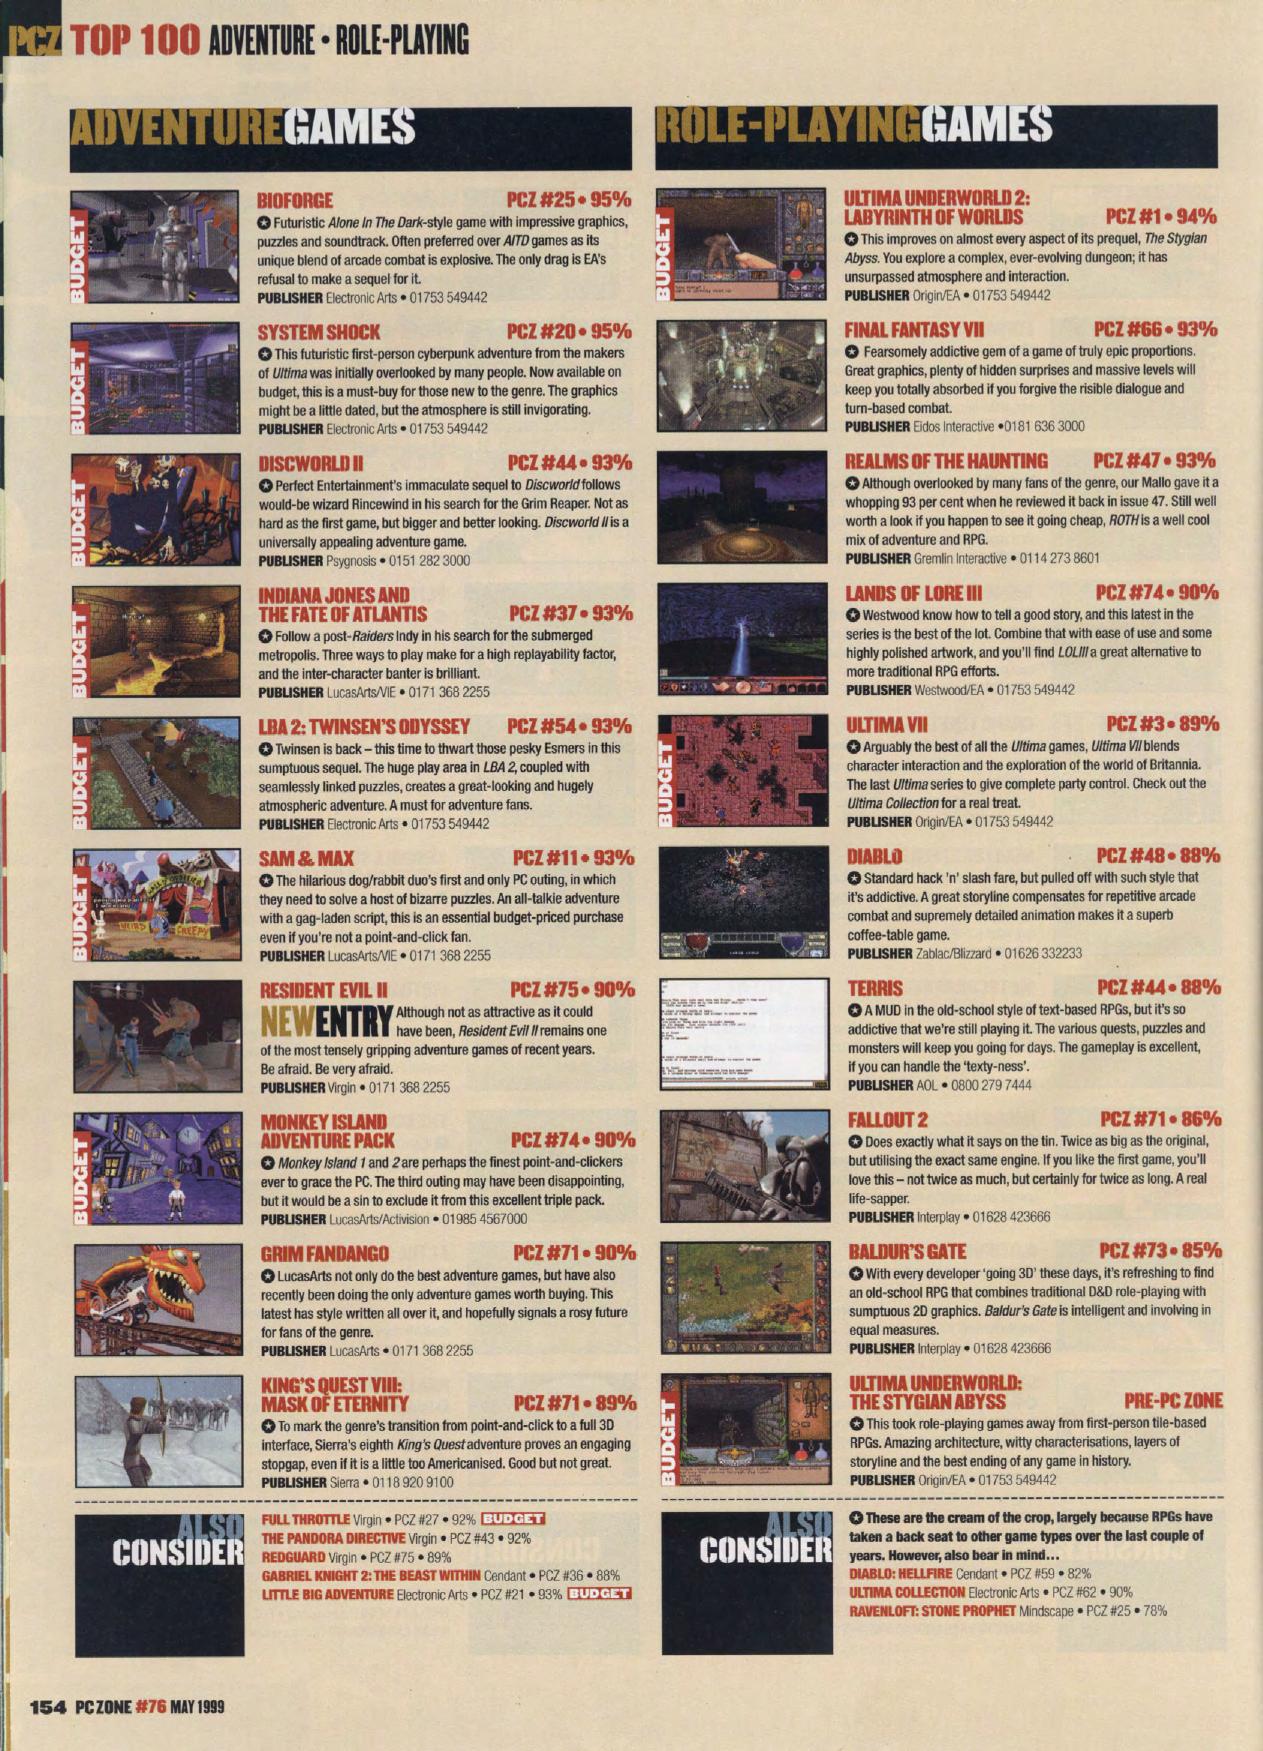 PCZ TOP 100 ADVENTURE • ROLE-PLAYING
ADVENTUREGAMES
BUDGET
BIOFORGE PCZ #25 • 95%
Futuristic Alone In The Dark-style game with impressive graphics,
puzzles and soundtrack. Often preferred over AITD games as its
unique blend of arcade combat is explosive. The only drag is EA's
refusal to make a sequel for it.
PUBLISHER Electronic Arts • 01753 549442
BUDGET
SYSTEM SHOCK PCZ #20 • 95%
This futuristic first-person cyberpunk adventure from the makers
of Ultima was initially overlooked by many people. Now available on
budget, this is a must-buy for those new to the genre. The graphics
might be a little dated, but the atmosphere is still invigorating.
PUBLISHER Electronic Arts • 01753 549442
BUDGET
DISCWORLD II PCZ #44 • 93%
Perfect Entertainment's immaculate sequel to Discworld follows
would-be wizard Rincewind in his search for the Grim Reaper. Not as
hard as the first game, but bigger and better looking. Discworld II is a
universally appealing adventure game.
PUBLISHER Psygnosis • 0151 282 3000
BUDGET
INDIANA JONES AND
THE FATE OF ATLANTIS PCZ #37 • 93%
Follow a post-Raiders Indy in his search for the submerged
metropolis. Three ways to play make for a high replayability factor,
and the inter-character banter is brilliant.
PUBLISHER LucasArts/VIE • 0171 368 2255
BUDGET
LBA 2: TWINSEN'S ODYSSEY PCZ #54 • 93%
Twinsen is back – this time to thwart those pesky Esmers in this
sumptuous sequel. The huge play area in LBA 2, coupled with
seamlessly linked puzzles, creates a great-looking and hugely
atmospheric adventure. A must for adventure fans.
PUBLISHER Electronic Arts • 01753 549442
BUDGET
SAM & MAX PCZ #11 • 93%
The hilarious dog/rabbit duo's first and only PC outing, in which
they need to solve a host of bizarre puzzles. An all-talkie adventure
with a gag-laden script, this is an essential budget-priced purchase
even if you're not a point-and-click fan.
PUBLISHER LucasArts/VIE • 0171 368 2255
RESIDENT EVIL II PCZ #75 • 90%
NEWENTRY Although not as attractive as it could
have been, Resident Evil II remains one
of the most tensely gripping adventure games of recent years.
Be afraid. Be very afraid.
PUBLISHER Virgin • 0171 368 2255
BUDGET
MONKEY ISLAND
ADVENTURE PACK PCZ #74 • 90%
Monkey Island 1 and 2 are perhaps the finest point-and-clickers
ever to grace the PC. The third outing may have been disappointing,
but it would be a sin to exclude it from this excellent triple pack.
PUBLISHER LucasArts/Activision • 01985 4567000
GRIM FANDANGO PCZ #71 • 90%
LucasArts not only do the best adventure games, but have also
recently been doing the only adventure games worth buying. This
latest has style written all over it, and hopefully signals a rosy future
for fans of the genre.
PUBLISHER LucasArts • 0171 368 2255
KING'S QUEST VIII:
MASK OF ETERNITY PCZ #71 • 89%
To mark the genre's transition from point-and-click to a full 3D
interface, Sierra's eighth King's Quest adventure proves an engaging
stopgap, even if it is a little too Americanised. Good but not great.
PUBLISHER Sierra • 0118 920 9100
ALSO
CONSIDER
FULL THROTTLE Virgin • PCZ #27 • 92% BUDGET
THE PANDORA DIRECTIVE Virgin • PCZ #43 • 92%
REDGUARD Virgin • PCZ #75 • 89%
GABRIEL KNIGHT 2: THE BEAST WITHIN Cendant • PCZ #36 • 88%
LITTLE BIG ADVENTURE Electronic Arts • PCZ #21 • 93% BUDGET
ROLE-PLAYINGGAMES
BUDGET
ULTIMA UNDERWORLD 2:
LABYRINTH OF WORLDS PCZ #1 • 94%
This improves on almost every aspect of its prequel, The Stygian
Abyss. You explore a complex, ever-evolving dungeon; it has
unsurpassed atmosphere and interaction.
PUBLISHER Origin/EA • 01753 549442
FINAL FANTASY VII PCZ #66 • 93%
Fearsomely addictive gem of a game of truly epic proportions.
Great graphics, plenty of hidden surprises and massive levels will
keep you totally absorbed if you forgive the risible dialogue and
turn-based combat.
PUBLISHER Eidos Interactive • 0181 636 3000
REALMS OF THE HAUNTING PCZ #47 • 93%
Although overlooked by many fans of the genre, our Mallo gave it a
whopping 93 per cent when he reviewed it back in issue 47. Still well
worth a look if you happen to see it going cheap, ROTH is a well cool
mix of adventure and RPG.
PUBLISHER Gremlin Interactive • 0114 273 8601
LANDS OF LORE III PCZ #74 • 90%
Westwood know how to tell a good story, and this latest in the
series is the best of the lot. Combine that with ease of use and some
highly polished artwork, and you'll find LOLIII a great alternative to
more traditional RPG efforts.
PUBLISHER Westwood/EA • 01753 549442
BUDGET
ULTIMA VII PCZ #3 • 89%
Arguably the best of all the Ultima games, Ultima VII blends
character interaction and the exploration of the world of Britannia.
The last Ultima series to give complete party control. Check out the
Ultima Collection for a real treat.
PUBLISHER Origin/EA • 01753 549442
DIABLO PCZ #48 • 88%
Standard hack 'n' slash fare, but pulled off with such style that
it's addictive. A great storyline compensates for repetitive arcade
combat and supremely detailed animation makes it a superb
coffee-table game.
PUBLISHER Zablac/Blizzard • 01626 332233
TERRIS PCZ #44 • 88%
A MUD in the old-school style of text-based RPGs, but it's so
addictive that we're still playing it. The various quests, puzzles and
monsters will keep you going for days. The gameplay is excellent,
if you can handle the 'texty-ness'.
PUBLISHER AOL • 0800 279 7444
FALLOUT 2 PCZ #71 • 86%
Does exactly what it says on the tin. Twice as big as the original,
but utilising the exact same engine. If you like the first game, you'll
love this – not twice as much, but certainly for twice as long. A real
life-sapper.
PUBLISHER Interplay • 01628 423666
BALDUR'S GATE PCZ #73 • 85%
With every developer 'going 3D' these days, it's refreshing to find
an old-school RPG that combines traditional D&D role-playing with
sumptuous 2D graphics. Baldur's Gate is intelligent and involving in
equal measures.
PUBLISHER Interplay • 01628 423666
BUDGET
ULTIMA UNDERWORLD:
THE STYGIAN ABYSS PRE-PC ZONE
This took role-playing games away from first-person tile-based
RPGs. Amazing architecture, witty characterisations, layers of
storyline and the best ending of any game in history.
PUBLISHER Origin/EA • 01753 549442
ALSO
CONSIDER
These are the cream of the crop, largely because RPGs have
taken a back seat to other game types over the last couple of
years. However, also bear in mind...
DIABLO: HELLFIRE Cendant • PCZ #59 • 82%
ULTIMA COLLECTION Electronic Arts • PCZ #62 • 90%
RAVENLOFT: STONE PROPHET Mindscape • PCZ #25 • 78%
154 PC ZONE #76 MAY 1999